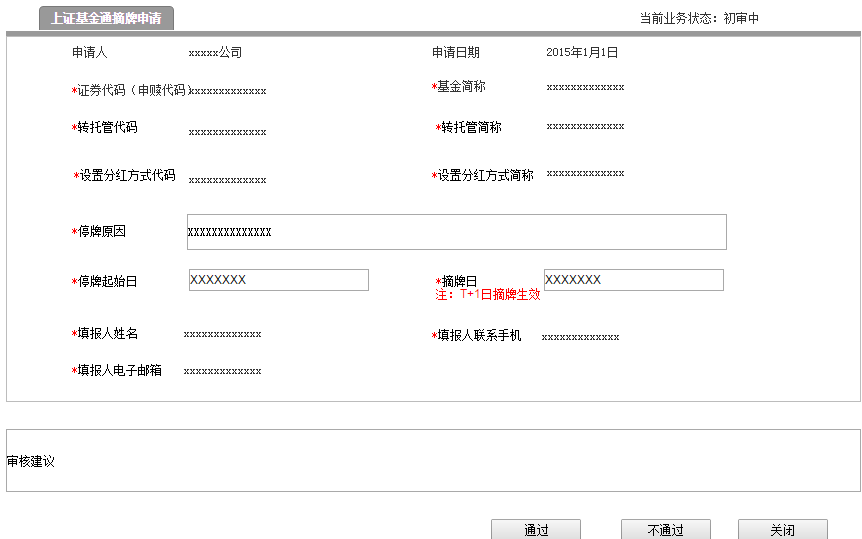 上证基金通摘牌申请 当前业务状态：初审中
申请人 xxxxx公司 申请日期 2015年1月1日
*证券代码（申赎代码）xxxxxxxxxxxxx *基金简称 xxxxxxxxxxxxx
*转托管代码 xxxxxxxxxxxxx *转托管简称 xxxxxxxxxxxxx
*设置分红方式代码 xxxxxxxxxxxxx *设置分红方式简称 xxxxxxxxxxxxx
*停牌原因 XXXXXXXXXXXXXX
*停牌起始日 XXXXXXX *摘牌日 XXXXXXX
注：T+1日摘牌生效
*填报人姓名 xxxxxxxxxxxxx *填报人联系手机 xxxxxxxxxxxxx
*填报人电子邮箱 xxxxxxxxxxxxx
审核建议
通过 不通过 关闭